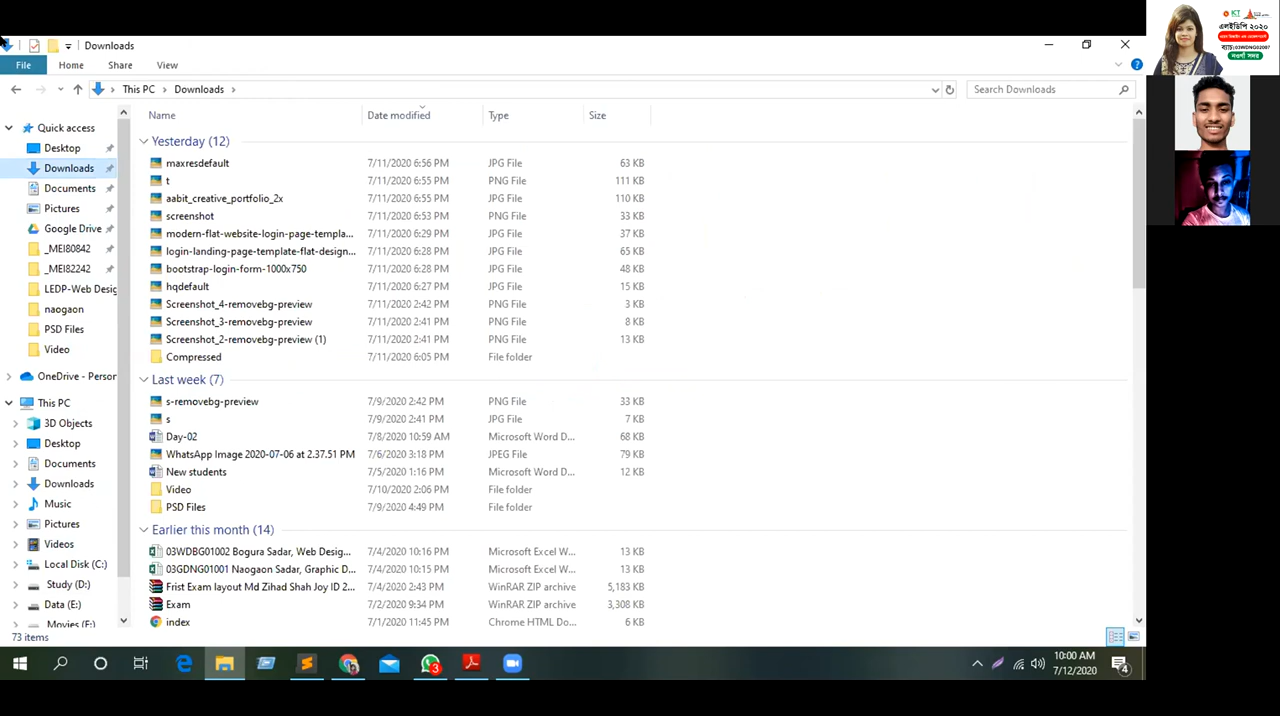 Downloads
File Home Share View
This PC Downloads Search Downloads
Name Date modified Type Size
Quick access
Desktop
Downloads
Documents
Pictures
Google Drive
_MEI80842
_MEI82242
LEDP-Web Desig
naogaon
PSD Files
Video
OneDrive - Person
This PC
3D Objects
Desktop
Documents
Downloads
Music
Pictures
Videos
Local Disk (C:)
Study (D:)
Data (E:)
Movies (F:)
Yesterday (12)
maxresdefault 7/11/2020 6:56 PM JPG File 63 KB
t 7/11/2020 6:55 PM PNG File 111 KB
aabit_creative_portfolio_2x 7/11/2020 6:55 PM JPG File 110 KB
screenshot 7/11/2020 6:53 PM PNG File 33 KB
modern-flat-website-login-page-templa... 7/11/2020 6:29 PM JPG File 37 KB
login-landing-page-template-flat-design... 7/11/2020 6:28 PM JPG File 65 KB
bootstrap-login-form-1000x750 7/11/2020 6:28 PM JPG File 48 KB
hqdefault 7/11/2020 6:27 PM JPG File 15 KB
Screenshot_4-removebg-preview 7/11/2020 2:42 PM PNG File 3 KB
Screenshot_3-removebg-preview 7/11/2020 2:41 PM PNG File 8 KB
Screenshot_2-removebg-preview (1) 7/11/2020 2:41 PM PNG File 13 KB
Compressed 7/11/2020 6:05 PM File folder
Last week (7)
s-removebg-preview 7/9/2020 2:42 PM PNG File 33 KB
s 7/9/2020 2:41 PM JPG File 7 KB
Day-02 7/8/2020 10:59 AM Microsoft Word D... 68 KB
WhatsApp Image 2020-07-06 at 2.37.51 PM 7/6/2020 3:18 PM JPEG File 79 KB
New students 7/5/2020 1:16 PM Microsoft Word D... 12 KB
Video 7/10/2020 2:06 PM File folder
PSD Files 7/9/2020 4:49 PM File folder
Earlier this month (14)
03WDBG01002 Bogura Sadar, Web Desig... 7/4/2020 10:16 PM Microsoft Excel W... 13 KB
03GDNG01001 Naogaon Sadar, Graphic D... 7/4/2020 10:15 PM Microsoft Excel W... 13 KB
Frist Exam layout Md Zihad Shah Joy ID 2... 7/4/2020 2:43 PM WinRAR ZIP archive 5,183 KB
Exam 7/2/2020 9:34 PM WinRAR ZIP archive 3,308 KB
index 7/1/2020 11:45 PM Chrome HTML Do... 6 KB
73 items
3
10:00 AM
7/12/2020
4
এলইডিপি ২০২০
ব্যাচ: 03WDNG02007
নওগাঁ সদর